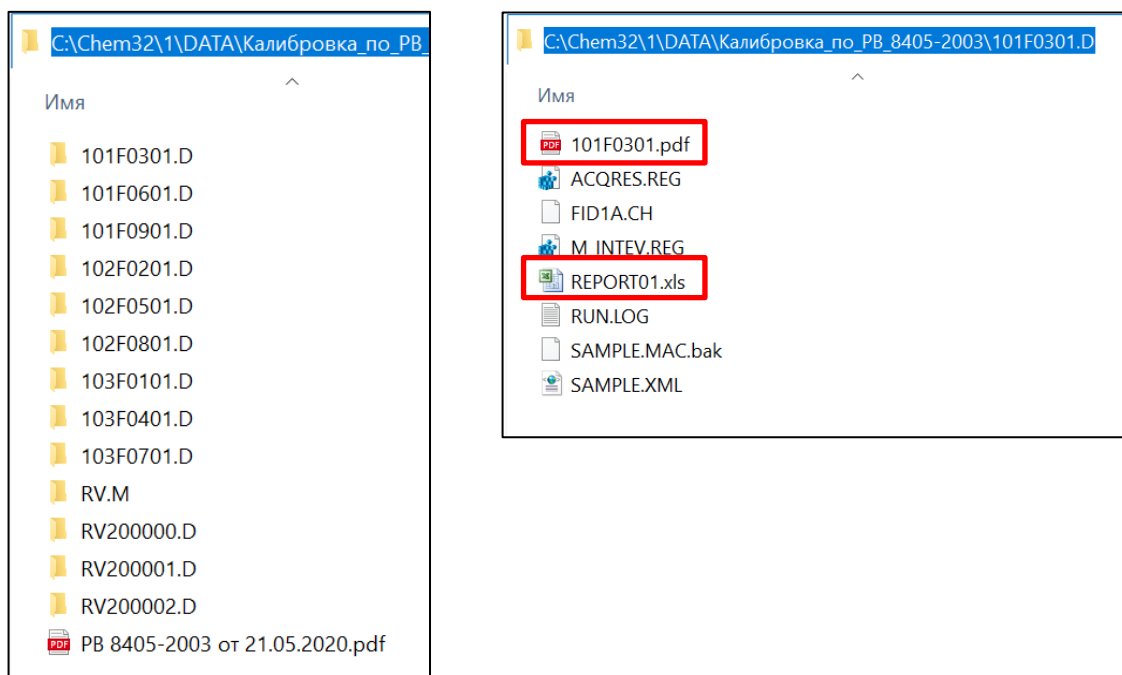 C:\Chem32\1\DATA\Калибровка_по_РВ_
Имя
101F0301.D
101F0601.D
101F0901.D
102F0201.D
102F0501.D
102F0801.D
103F0101.D
103F0401.D
103F0701.D
RV.M
RV200000.D
RV200001.D
RV200002.D
РВ 8405-2003 от 21.05.2020.pdf
C:\Chem32\1\DATA\Калибровка_по_РВ_8405-2003\101F0301.D
Имя
101F0301.pdf
ACQRES.REG
FID1A.CH
M_INTEV.REG
REPORT01.xls
RUN.LOG
SAMPLE.MAC.bak
SAMPLE.XML